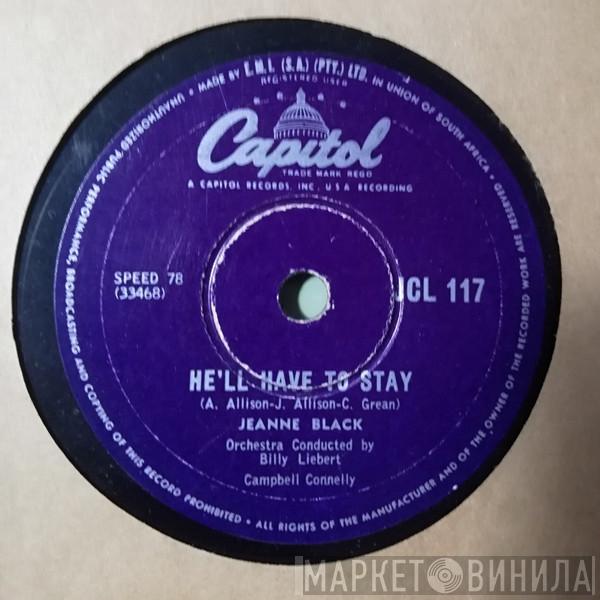 MADE BY E.M.I. (S.A.) (PTY.) LTD. IN UNION OF SOUTH AFRICA. • ALL RIGHTS OF THE MANUFACTURER AND OF THE OWNER OF THE RECORDED WORK ARE RESERVED •
UNAUTHORIZED PUBLIC PERFORMANCE, BROADCASTING AND COPYING OF THIS RECORD PROHIBITED •
REGISTERED USER
Capitol
TRADE MARK REGD
A CAPITOL RECORDS, INC. U.S.A RECORDING
SPEED 78
(33468)
JCL 117
HE'LL HAVE TO STAY
(A. Allison-J. Allison-C. Grean)
JEANNE BLACK
Orchestra Conducted by
Billy Liebert
Campbell Connelly
МАРКЕТ ВИНИЛА